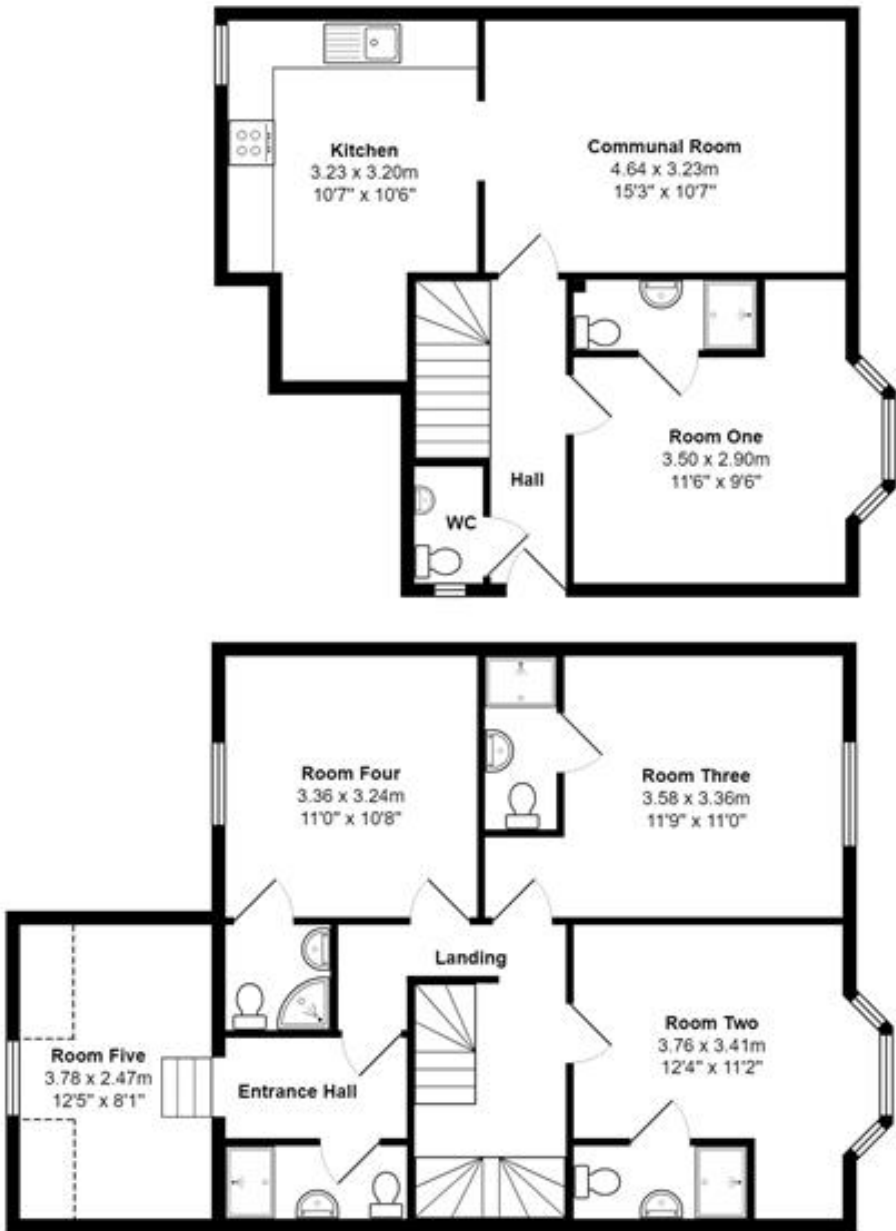 Kitchen
3.23 x 3.20m
10'7" x 10'6"
Communal Room
4.64 x 3.23m
15'3" x 10'7"
Room One
3.50 x 2.90m
11'6" x 9'6"
Hall
WC
Room Four
3.36 x 3.24m
11'0" x 10'8"
Room Three
3.58 x 3.36m
11'9" x 11'0"
Landing
Room Two
3.76 x 3.41m
12'4" x 11'2"
Room Five
3.78 x 2.47m
12'5" x 8'1"
Entrance Hall